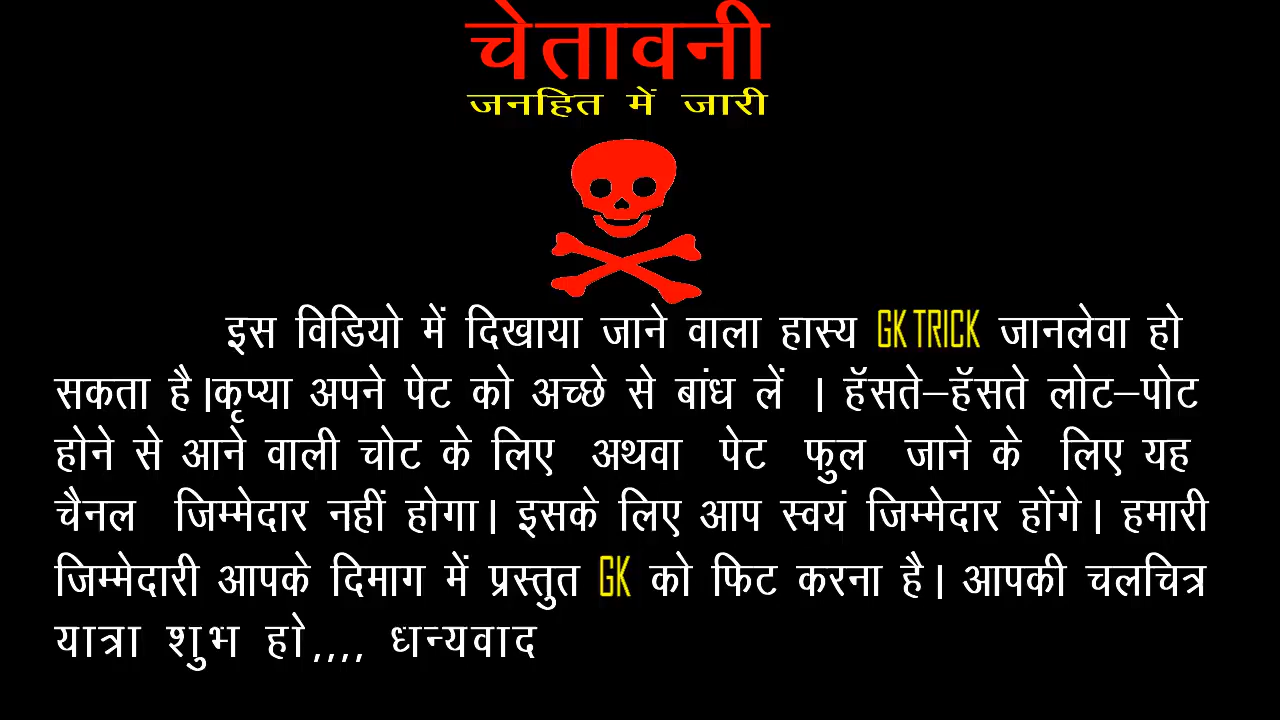 चेतावनी
जनहित में जारी
इस विडियो में दिखाया जाने वाला हास्य GK TRICK जानलेवा हो
सकता है।कृप्या अपने पेट को अच्छे से बांध लें । हॅसते–हॅसते लोट–पोट
होने से आने वाली चोट के लिए अथवा पेट फुल जाने के लिए यह
चैनल जिम्मेदार नहीं होगा। इसके लिए आप स्वयं जिम्मेदार होंगे। हमारी
जिम्मेदारी आपके दिमाग में प्रस्तुत GK को फिट करना है। आपकी चलचित्र
यात्रा शुभ हो,,,, धन्यवाद